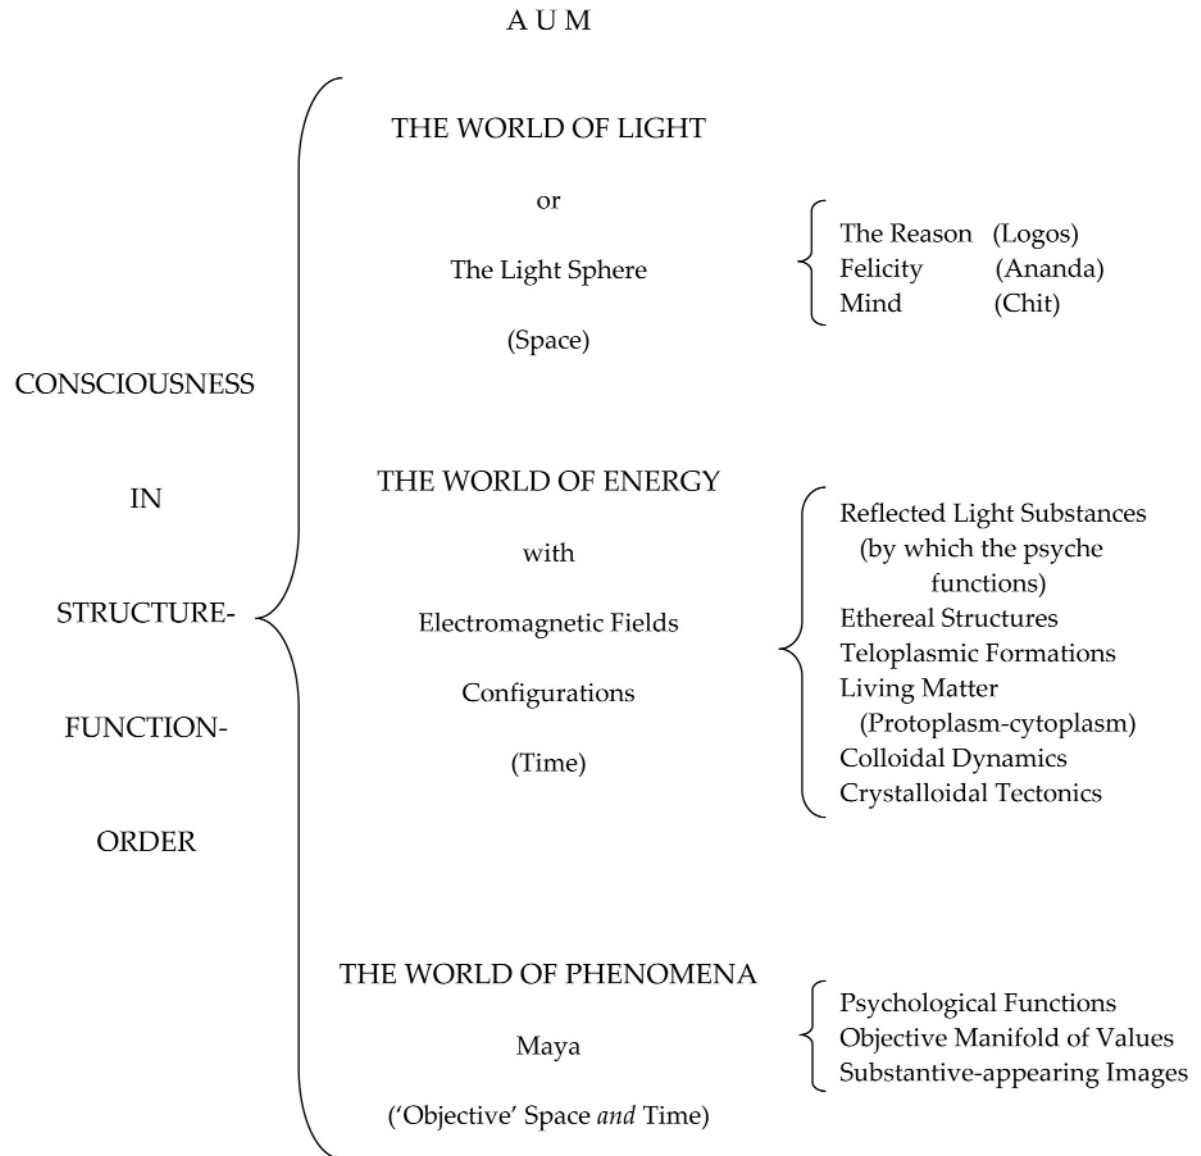 A U M
CONSCIOUSNESS
IN
STRUCTURE-
FUNCTION-
ORDER
THE WORLD OF LIGHT
or
The Light Sphere
(Space)
The Reason (Logos)
Felicity (Ananda)
Mind (Chit)
THE WORLD OF ENERGY
with
Electromagnetic Fields
Configurations
(Time)
Reflected Light Substances
(by which the psyche
functions)
Ethereal Structures
Teloplasmic Formations
Living Matter
(Protoplasm-cytoplasm)
Colloidal Dynamics
Crystalloidal Tectonics
THE WORLD OF PHENOMENA
Maya
(‘Objective’ Space and Time)
Psychological Functions
Objective Manifold of Values
Substantive-appearing Images